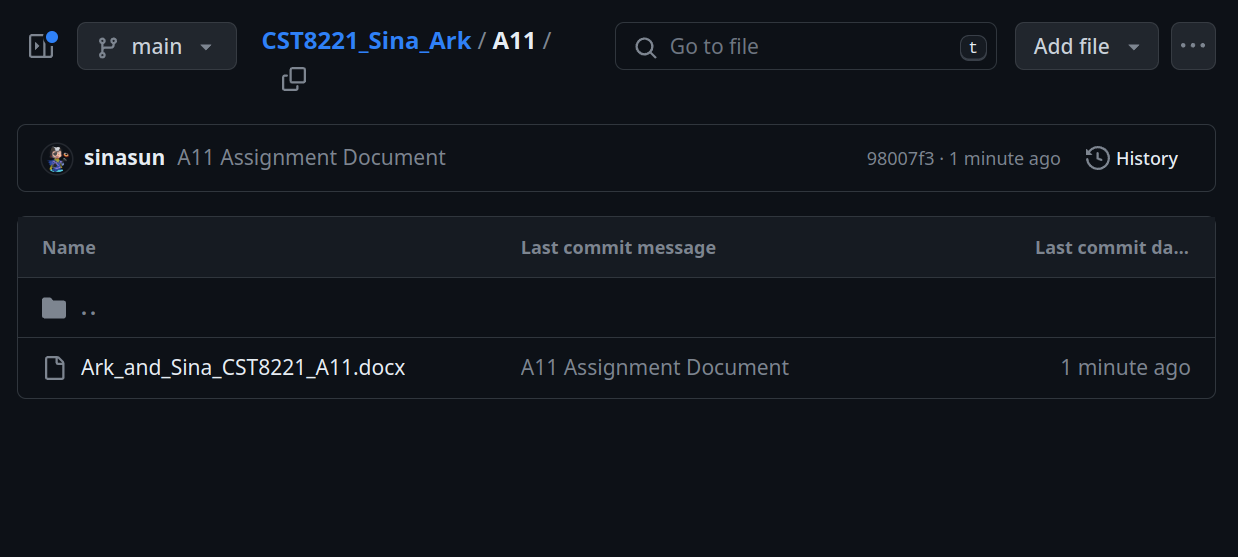 main
CST8221_Sina_Ark / A11 /
Go to file
t
Add file
sinasun A11 Assignment Document
98007f3 · 1 minute ago
History
Name Last commit message Last commit da...
..
Ark_and_Sina_CST8221_A11.docx A11 Assignment Document 1 minute ago